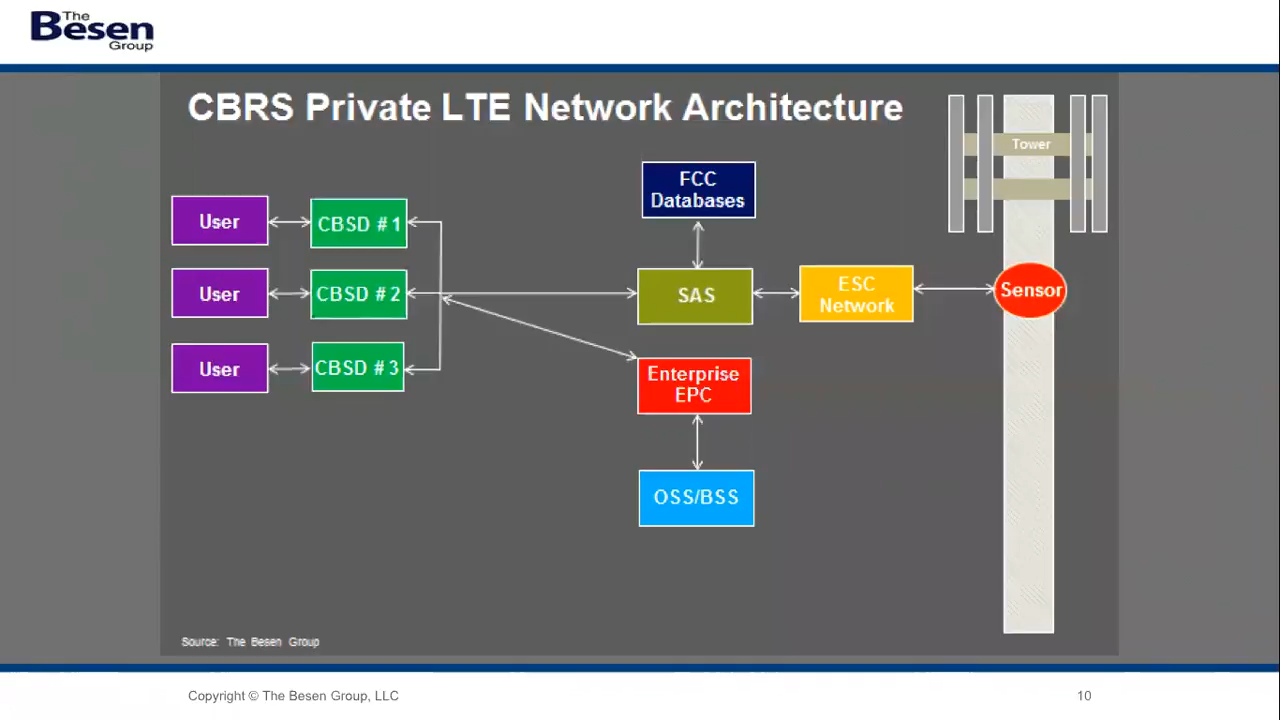 The
Besen
Group
CBRS Private LTE Network Architecture
Tower
FCC
Databases
User
CBSD # 1
User
CBSD # 2
SAS
ESC
Network
Sensor
User
CBSD # 3
Enterprise
EPC
OSS/BSS
Source: The Besen Group
Copyright © The Besen Group, LLC
10